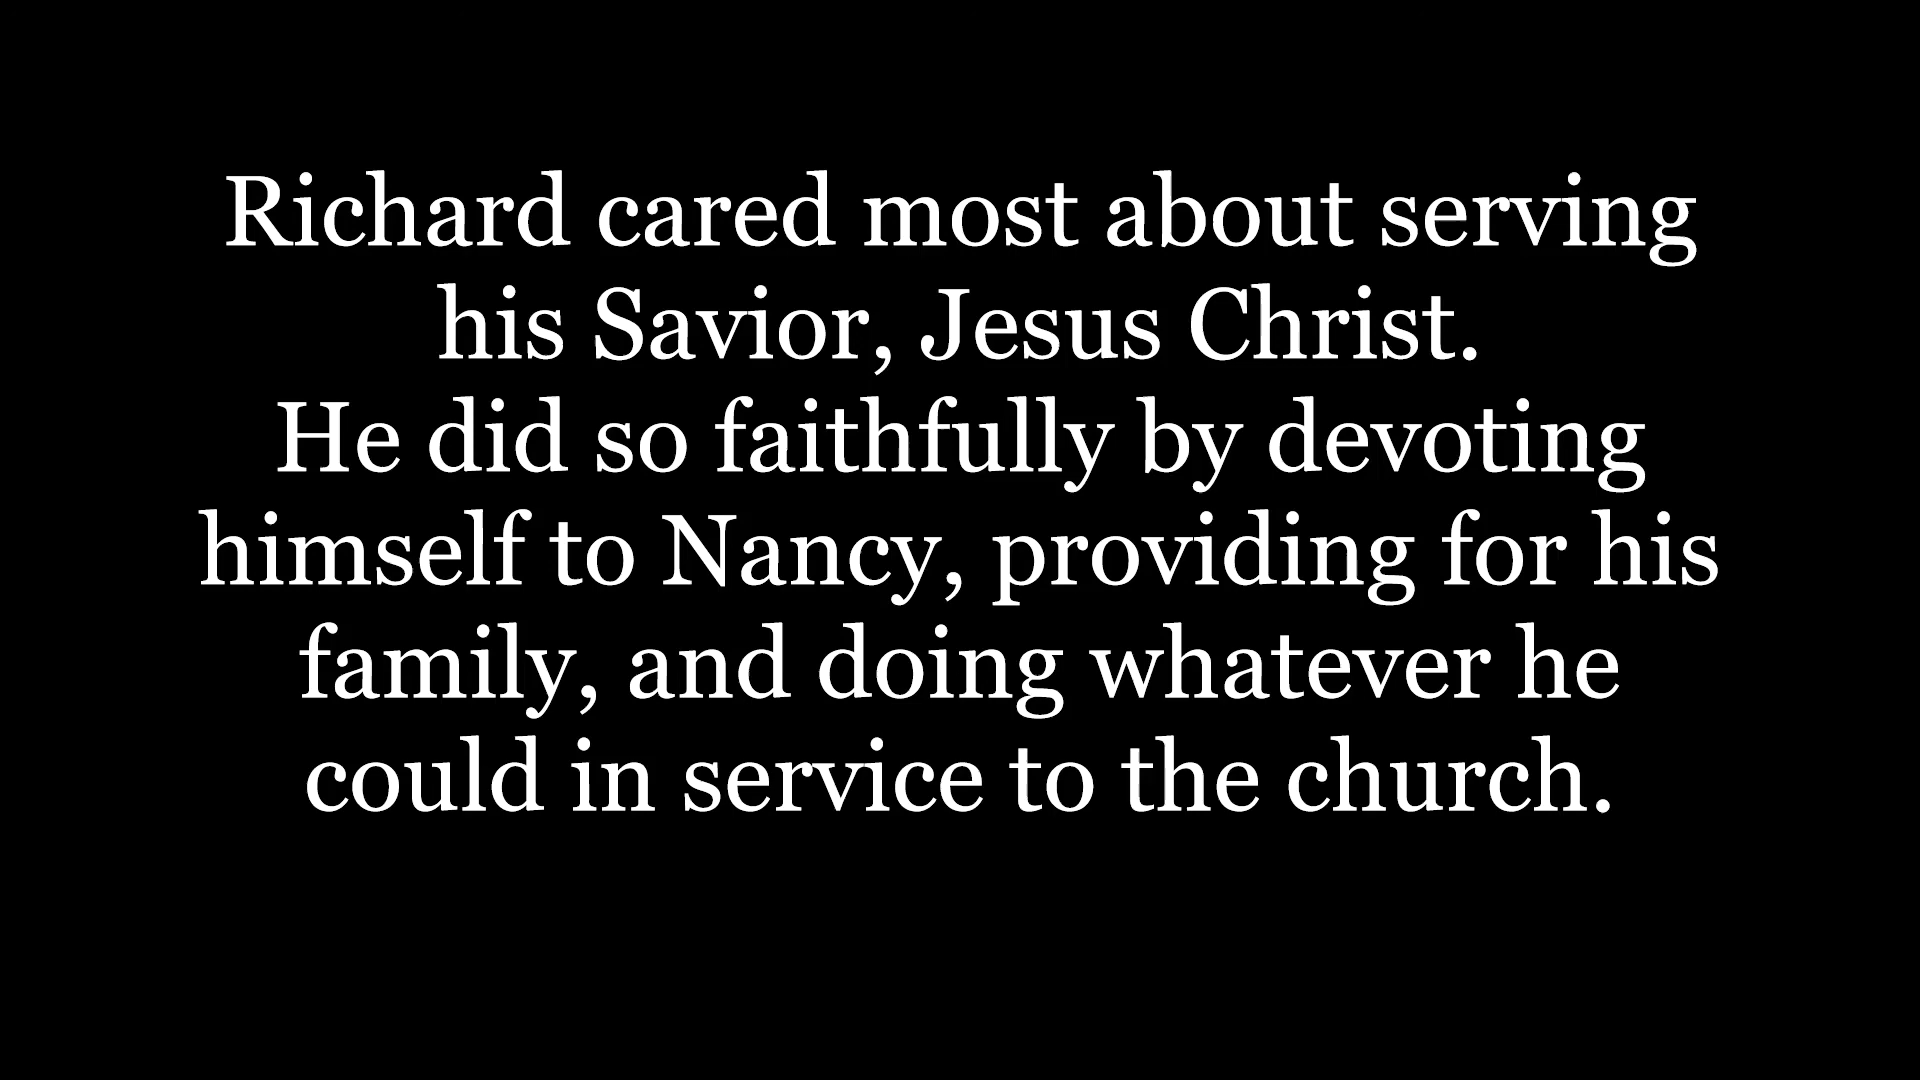 Richard cared most about serving
his Savior, Jesus Christ.
He did so faithfully by devoting
himself to Nancy, providing for his
family, and doing whatever he
could in service to the church.